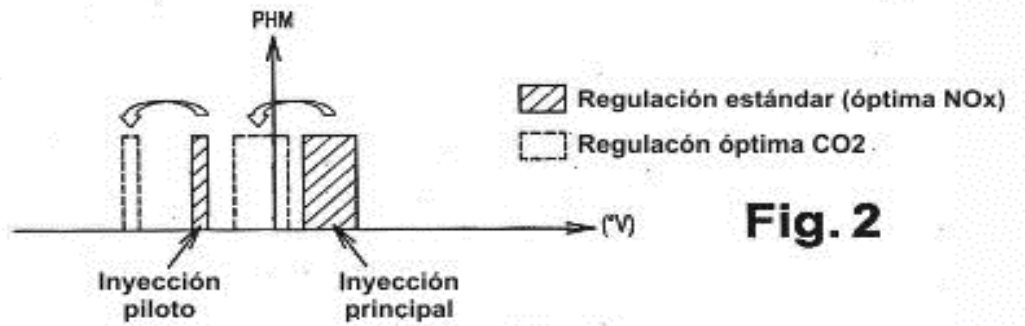 PHM
Regulación estándar (óptima NOx)
Regulacón óptima CO2
(°V)
Fig. 2
Inyección
piloto
Inyección
principal